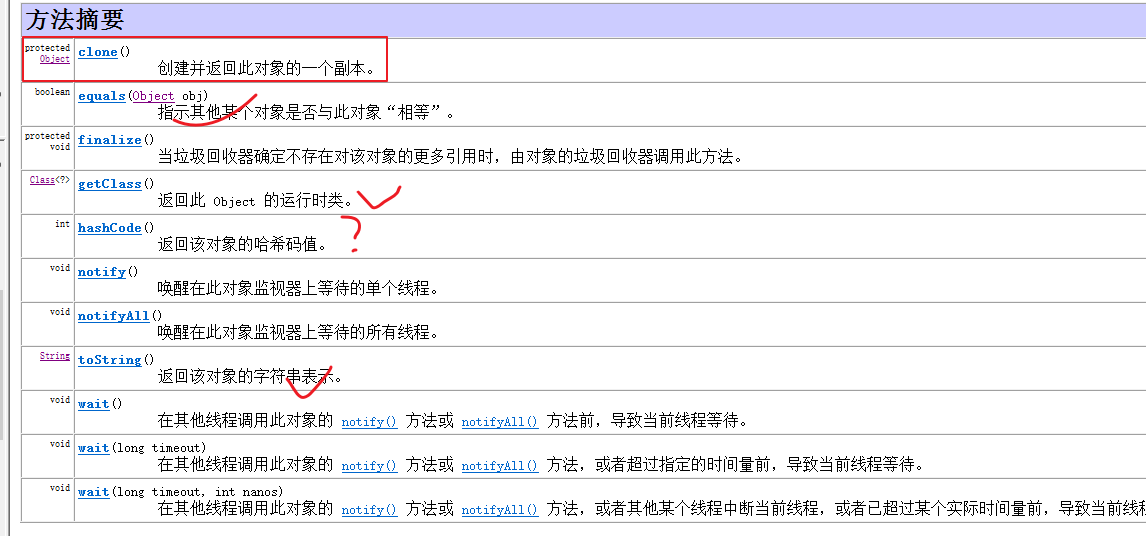 方法摘要
protected Object clone()
创建并返回此对象的一个副本。
boolean equals(Object obj)
指示其他某个对象是否与此对象“相等”。
protected void finalize()
当垃圾回收器确定不存在对该对象的更多引用时，由对象的垃圾回收器调用此方法。
Class<?> getClass()
返回此 Object 的运行时类。
int hashCode()
返回该对象的哈希码值。 ?
void notify()
唤醒在此对象监视器上等待的单个线程。
void notifyAll()
唤醒在此对象监视器上等待的所有线程。
String toString()
返回该对象的字符串表示。
void wait()
在其他线程调用此对象的 notify() 方法或 notifyAll() 方法前，导致当前线程等待。
void wait(long timeout)
在其他线程调用此对象的 notify() 方法或 notifyAll() 方法，或者超过指定的时间量前，导致当前线程等待。
void wait(long timeout, int nanos)
在其他线程调用此对象的 notify() 方法或 notifyAll() 方法，或者其他某个线程中断当前线程，或者已超过某个实际时间量前，导致当前线